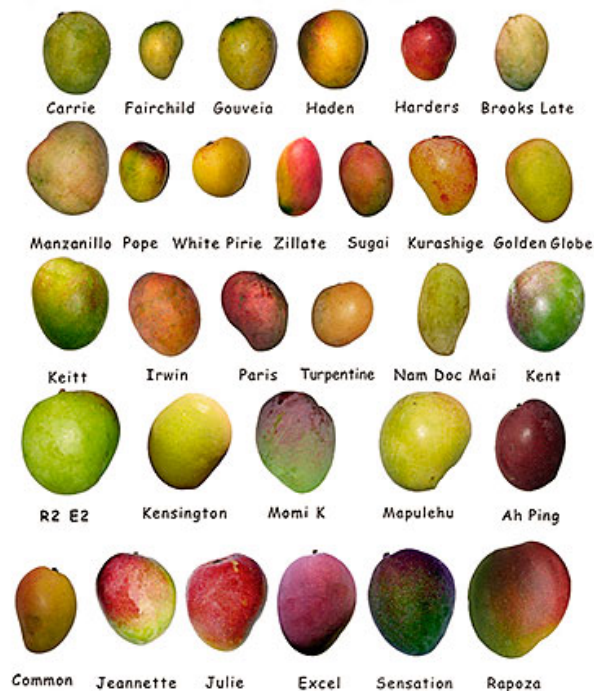 Carrie Fairchild Gouveia Haden Harders Brooks Late
Manzanillo Pope White Pirie Zillate Sugai Kurashige Golden Globe
Keitt Irwin Paris Turpentine Nam Doc Mai Kent
R2 E2 Kensington Momi K Mapulehu Ah Ping
Common Jeannette Julie Excel Sensation Rapoza